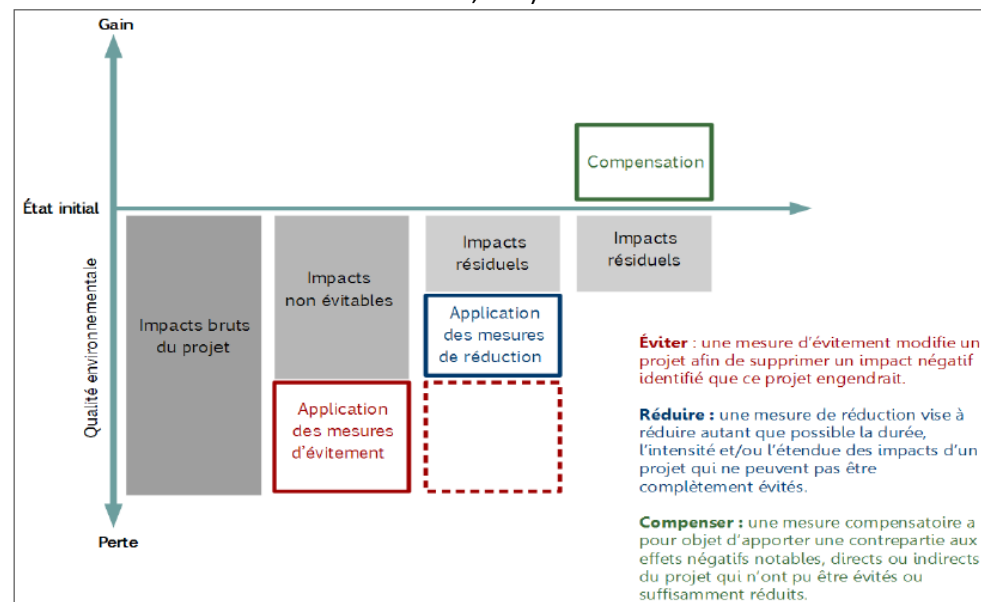 Gain
Compensation
État initial
Qualité environnementale
Impacts bruts
du projet
Impacts
non évitables
Impacts
résiduels
Impacts
résiduels
Application
des mesures
de réduction
Application
des mesures
d'évitement
Perte
Éviter : une mesure d'évitement modifie un
projet afin de supprimer un impact négatif
identifié que ce projet engendrait.
Réduire : une mesure de réduction vise à
réduire autant que possible la durée,
l'intensité et/ou l'étendue des impacts d'un
projet qui ne peuvent pas être
complètement évités.
Compenser : une mesure compensatoire a
pour objet d'apporter une contrepartie aux
effets négatifs notables, directs ou indirects
du projet qui n'ont pu être évités ou
suffisamment réduits.